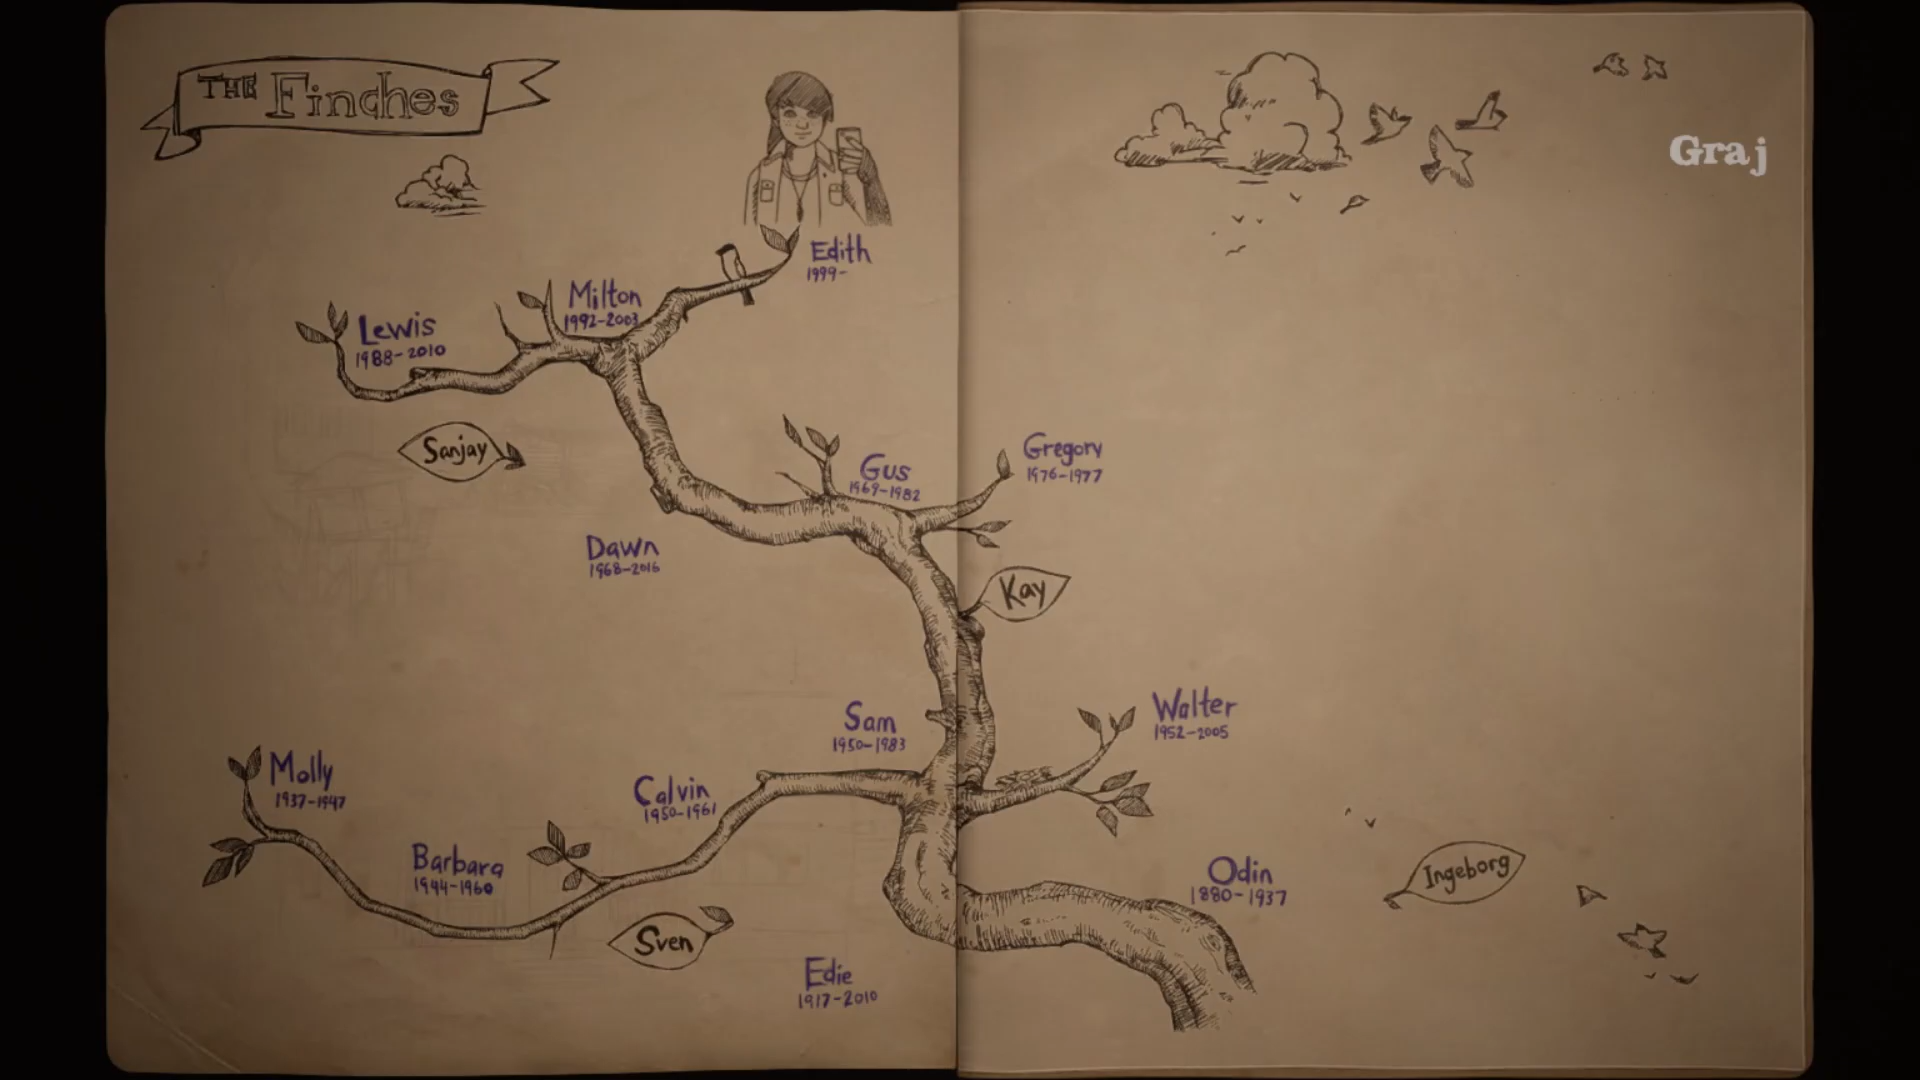 THE Finches
Graj
Edith
1999-
Milton
1992-2003
Lewis
1988-2010
Sanjay
Gregory
1976-1977
Gus
1969-1982
Dawn
1968-2016
Kay
Walter
1952-2005
Sam
1950-1983
Molly
1937-1947
Calvin
1950-1961
Barbara
1944-1960
Odin
1880-1937
Ingeborg
Sven
Edie
1917-2010